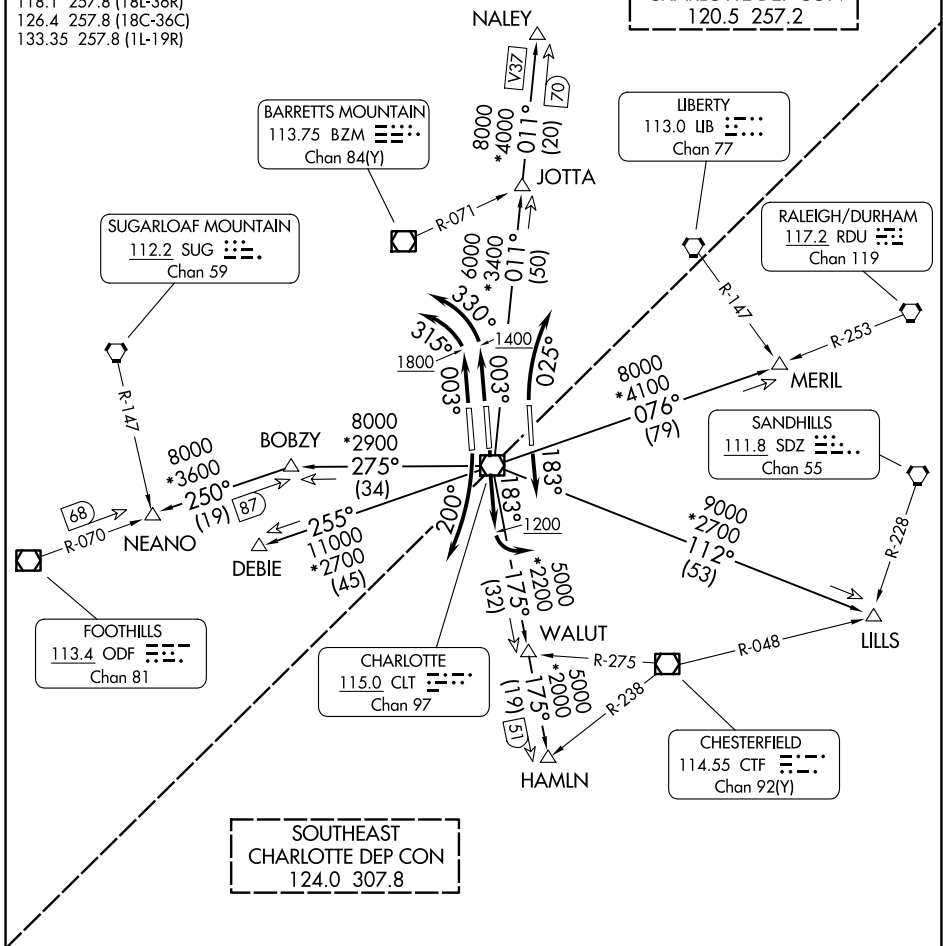 118.1 257.8 (18L-36R)
126.4 257.8 (18C-36C)
133.35 257.8 (1L-19R)
120.5 257.2
NALEY
V37
70
8000
*4000
011°
(20)
BARRETTS MOUNTAIN
113.75 BZM
Chan 84(Y)
LIBERTY
113.0 LIB
Chan 77
JOTTA
R-071
SUGARLOAF MOUNTAIN
112.2 SUG
Chan 59
RALEIGH/DURHAM
117.2 RDU
Chan 119
6000
*3400
011°
(50)
330°
315°
1400
1800
003°
003°
025°
R-147
R-253
MERIL
8000
*4100
076°
(79)
R-147
BOBZY
8000
*2900
275°
(34)
SANDHILLS
111.8 SDZ
Chan 55
8000
*3600
250°
(19)
87
68
R-070
NEANO
200°
183°
183°
1200
255°
11000
*2700
(45)
DEBIE
9000
*2700
112°
(53)
R-228
5000
*2200
175°
(32)
WALUT
LILLS
FOOTHILLS
113.4 ODF
Chan 81
CHARLOTTE
115.0 CLT
Chan 97
R-275
R-048
R-238
5000
*2000
175°
(19)
51
HAMLN
CHESTERFIELD
114.55 CTF
Chan 92(Y)
SOUTHEAST
CHARLOTTE DEP CON
124.0 307.8